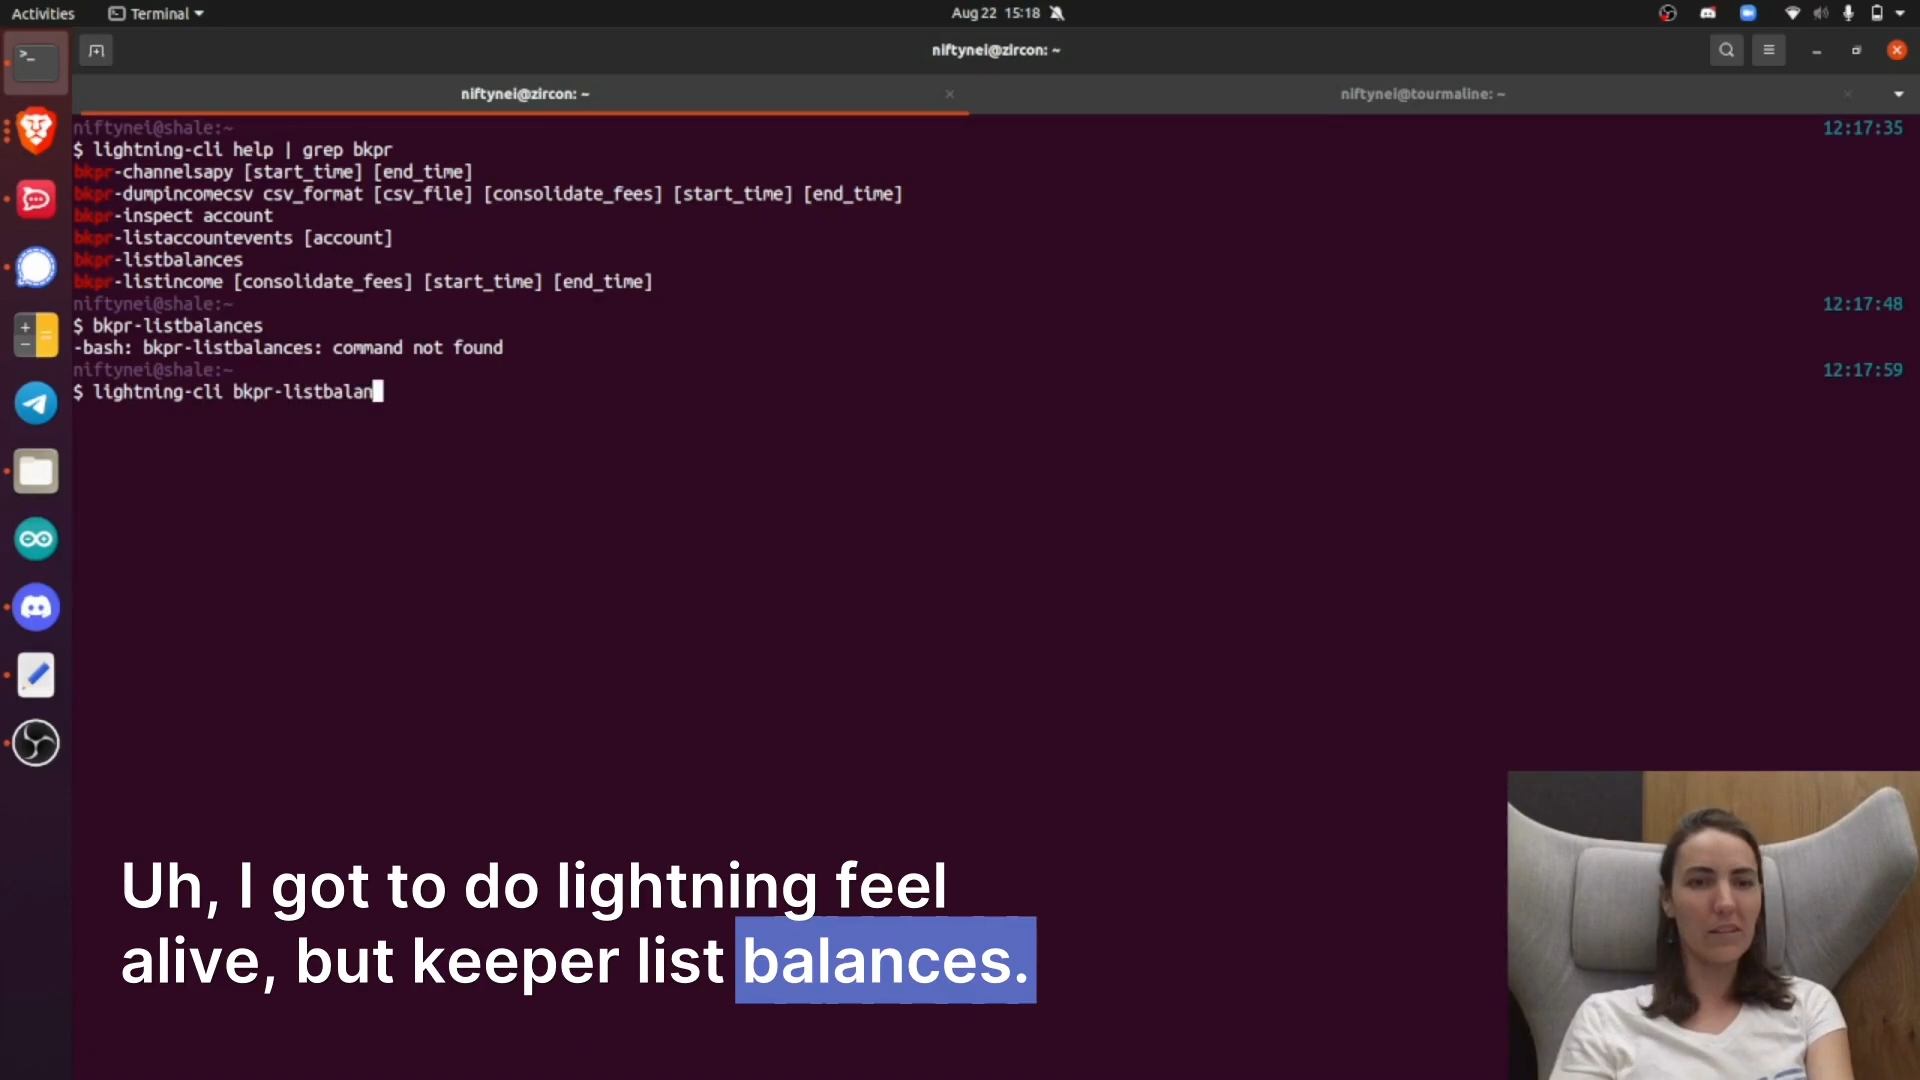 Activities Terminal Aug 22 15:18
niftynei@zircon: ~
niftynei@zircon: ~ niftynei@tourmaline: ~
niftynei@shale:~ 12:17:35
$ lightning-cli help | grep bkpr
bkpr-channelsapy [start_time] [end_time]
bkpr-dumpincomecsv csv_format [csv_file] [consolidate_fees] [start_time] [end_time]
bkpr-inspect account
bkpr-listaccountevents [account]
bkpr-listbalances
bkpr-listincome [consolidate_fees] [start_time] [end_time]
niftynei@shale:~ 12:17:48
$ bkpr-listbalances
-bash: bkpr-listbalances: command not found
niftynei@shale:~ 12:17:59
$ lightning-cli bkpr-listbalan
Uh, I got to do lightning feel
alive, but keeper list balances.